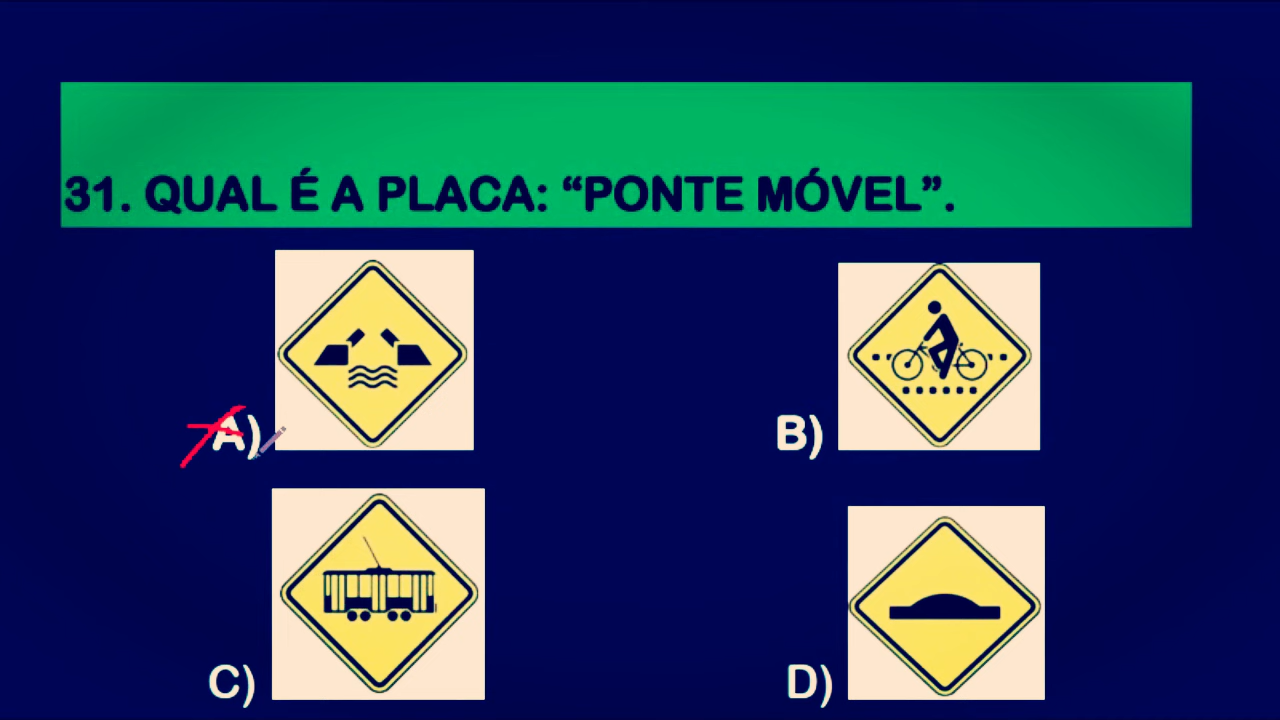 31. QUAL É A PLACA: “PONTE MÓVEL”.
A)
B)
C)
D)